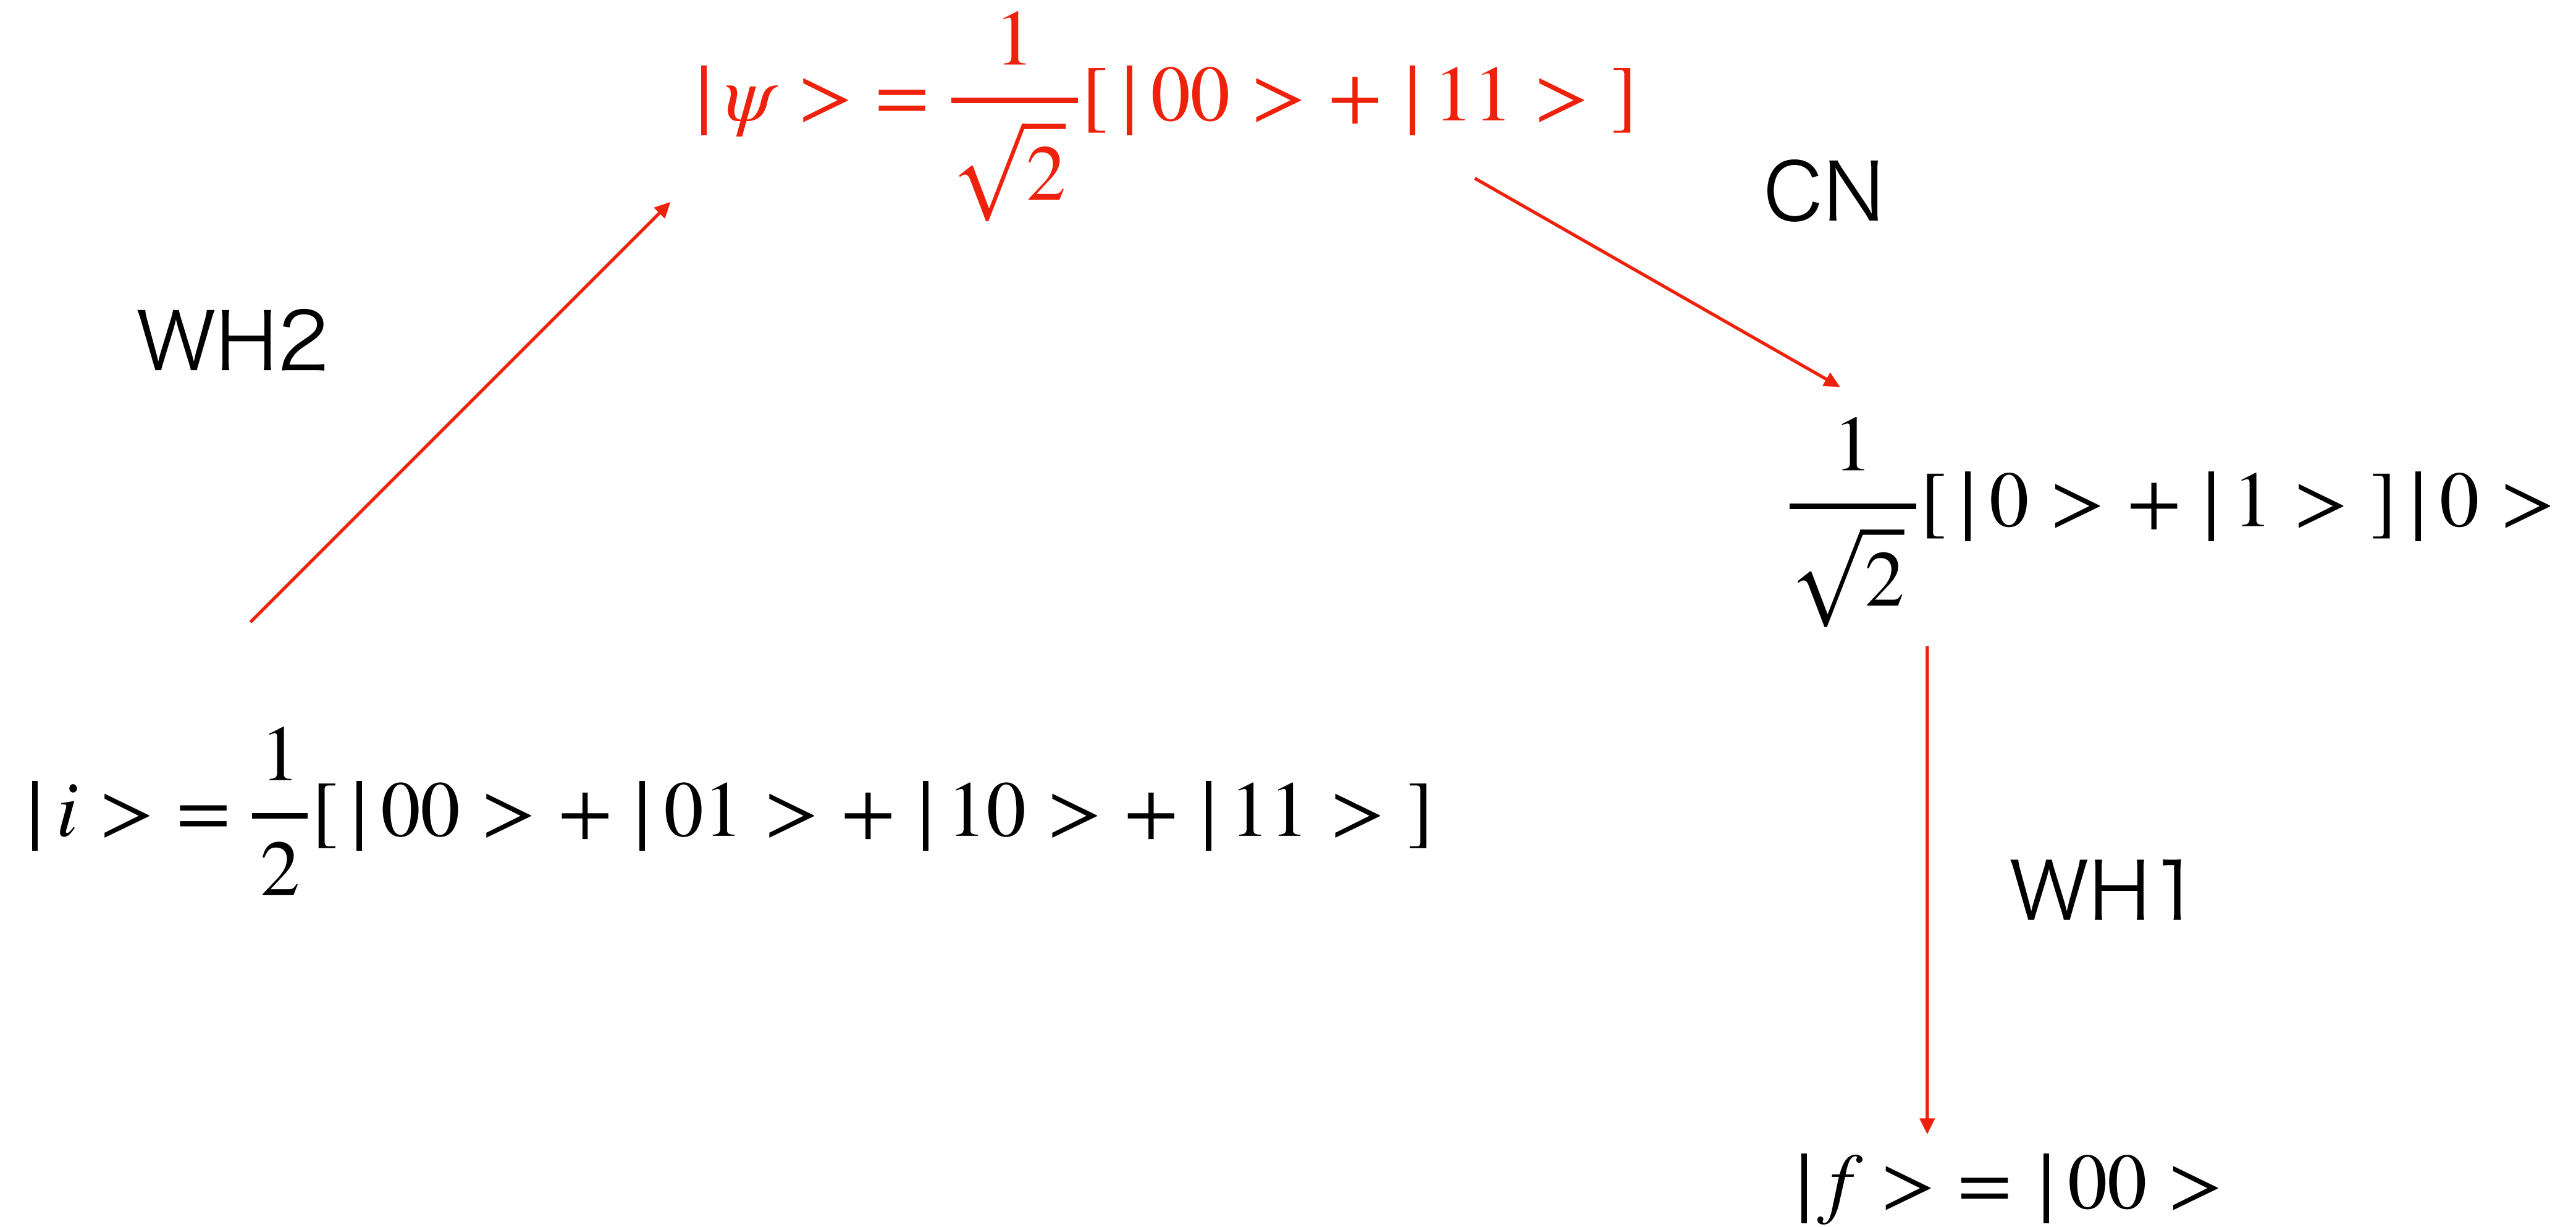 |ψ > = 1/√2 [ |00 > + |11 > ]
CN
WH2
1/√2 [ |0 > + |1 > ] |0 >
|i > = 1/2 [ |00 > + |01 > + |10 > + |11 > ]
WH1
|f > = |00 >